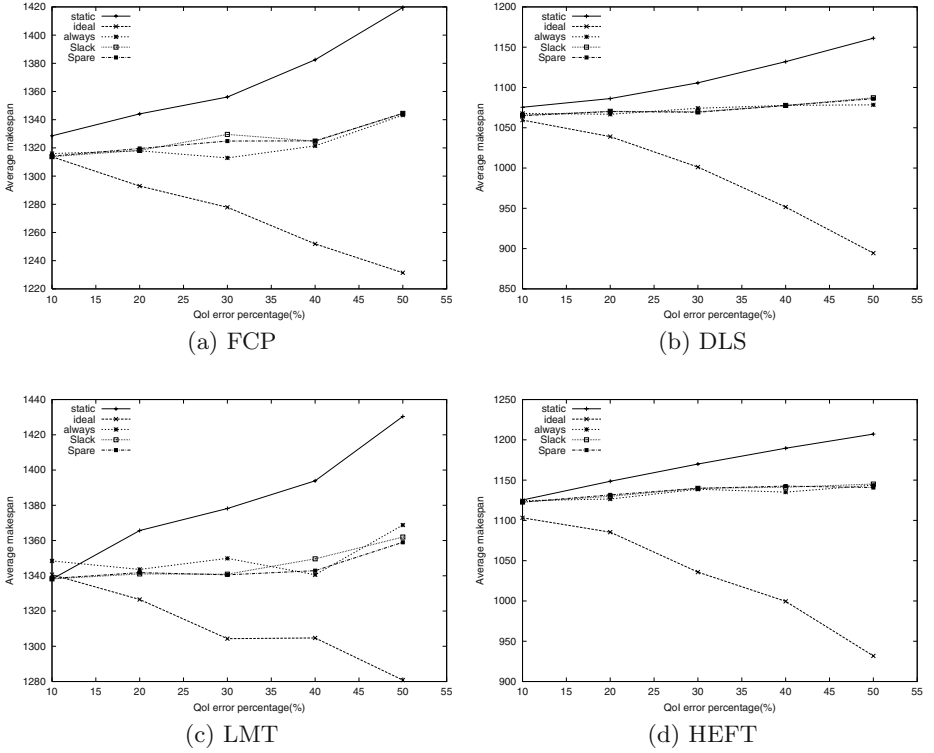 1420
1400
1380
1360
1340
1320
1300
1280
1260
1240
1220
Average makespan
static
ideal
always
Slack
Spare
10 15 20 25 30 35 40 45 50 55
QoI error percentage(%)
(a) FCP
1200
1150
1100
1050
1000
950
900
850
Average makespan
static
ideal
always
Slack
Spare
10 15 20 25 30 35 40 45 50 55
QoI error percentage(%)
(b) DLS
1440
1420
1400
1380
1360
1340
1320
1300
1280
Average makespan
static
ideal
always
Slack
Spare
10 15 20 25 30 35 40 45 50 55
QoI error percentage(%)
(c) LMT
1250
1200
1150
1100
1050
1000
950
900
Average makespan
static
ideal
always
Slack
Spare
10 15 20 25 30 35 40 45 50 55
QoI error percentage(%)
(d) HEFT